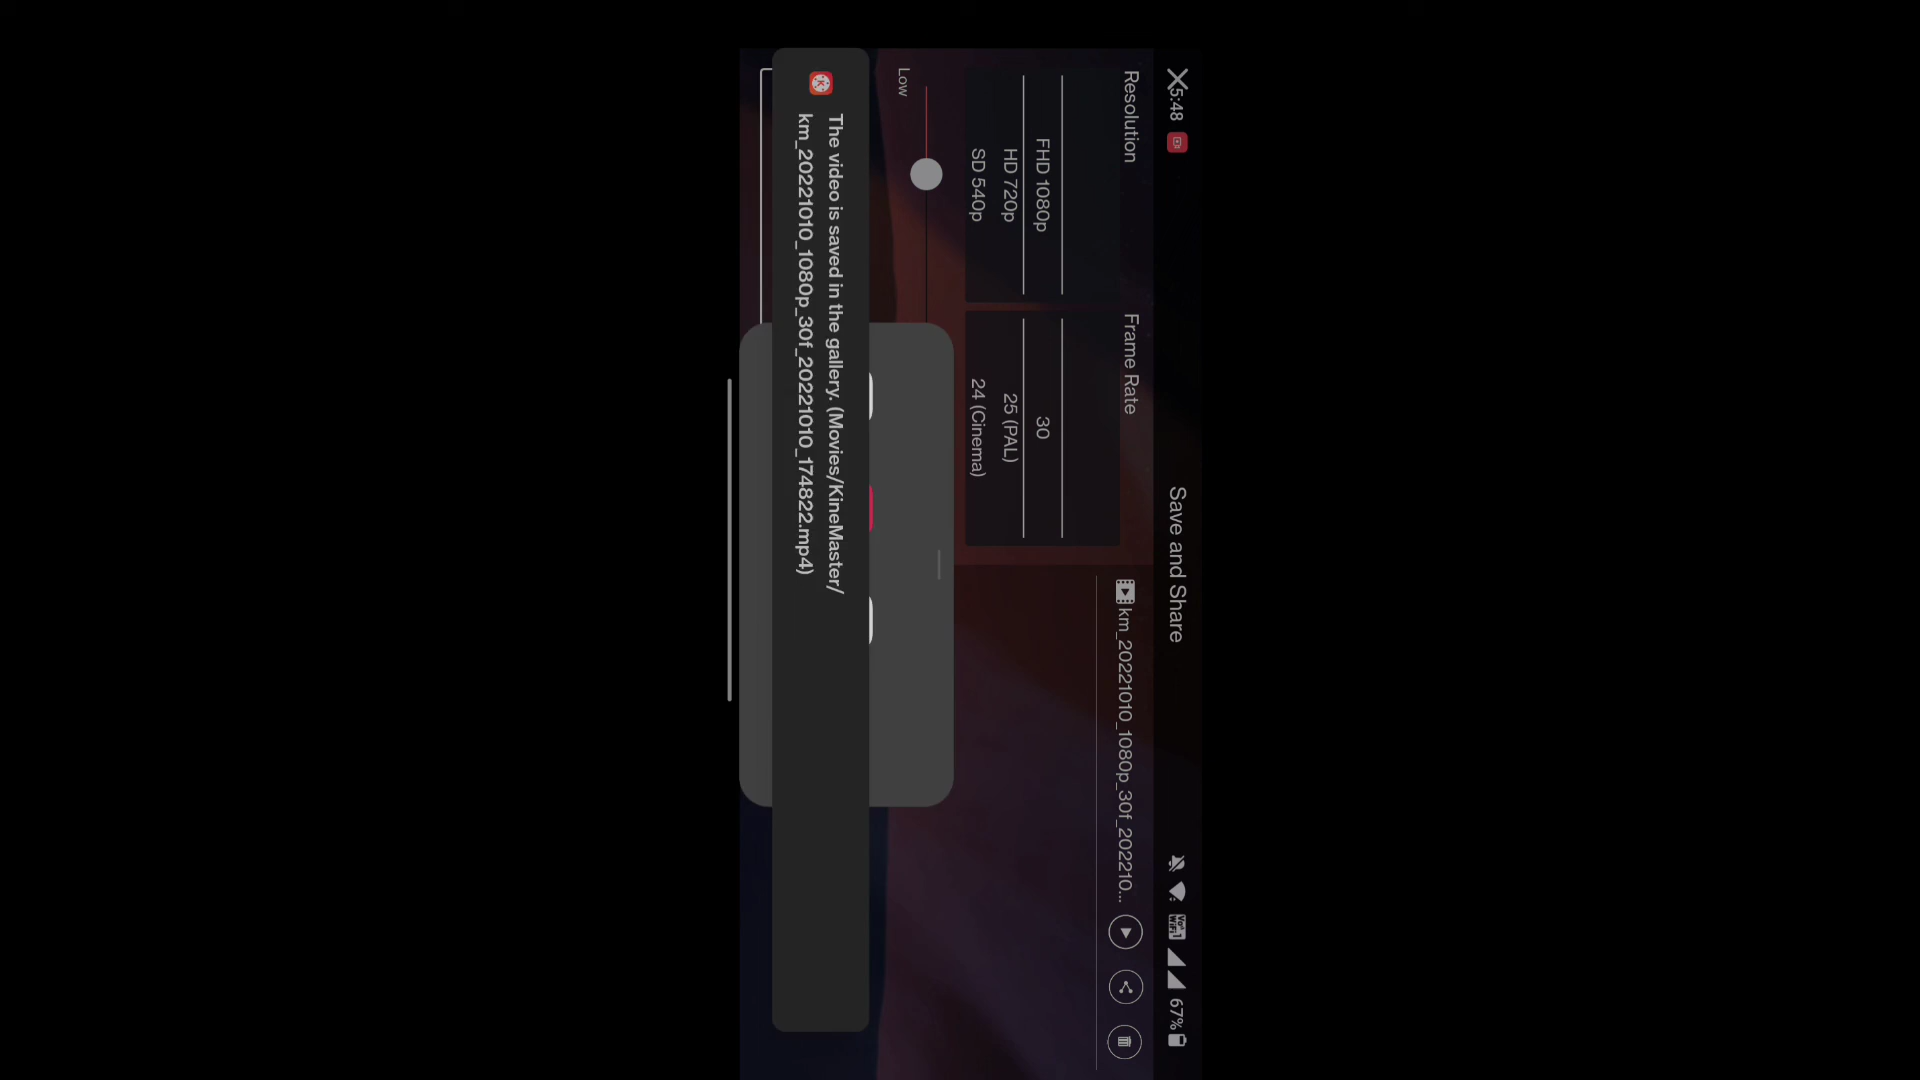 5:48
67%
Save and Share
Resolution
FHD 1080p
HD 720p
SD 540p
Frame Rate
30
25 (PAL)
24 (Cinema)
km_20221010_1080p_30f_202210...
Low
The video is saved in the gallery. (Movies/KineMaster/
km_20221010_1080p_30f_20221010_174822.mp4)